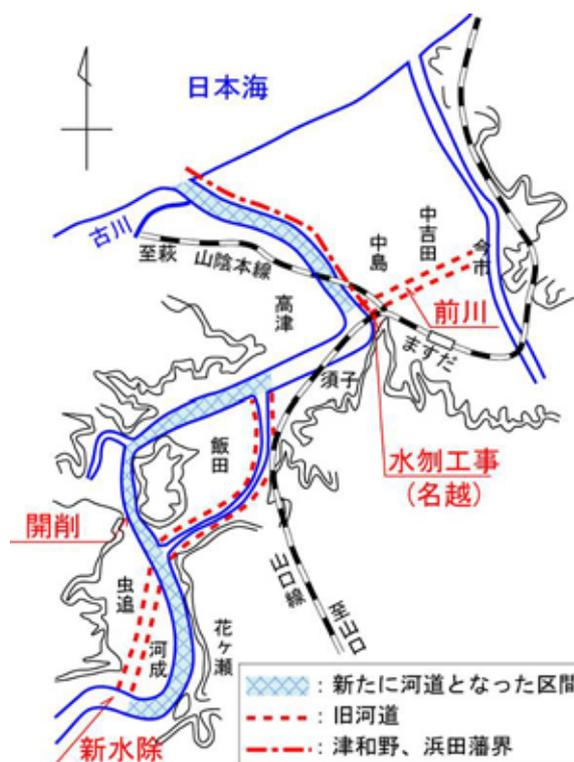 日本海
古川
至萩
山陰本線
高津
中島
中吉田
今市
前川
ますだ
須子
水刎工事
(名越)
飯田
開削
虫追
河成
花ヶ瀬
山口線
至山口
新水除
：新たに河道となった区間
：旧河道
：津和野、浜田藩界